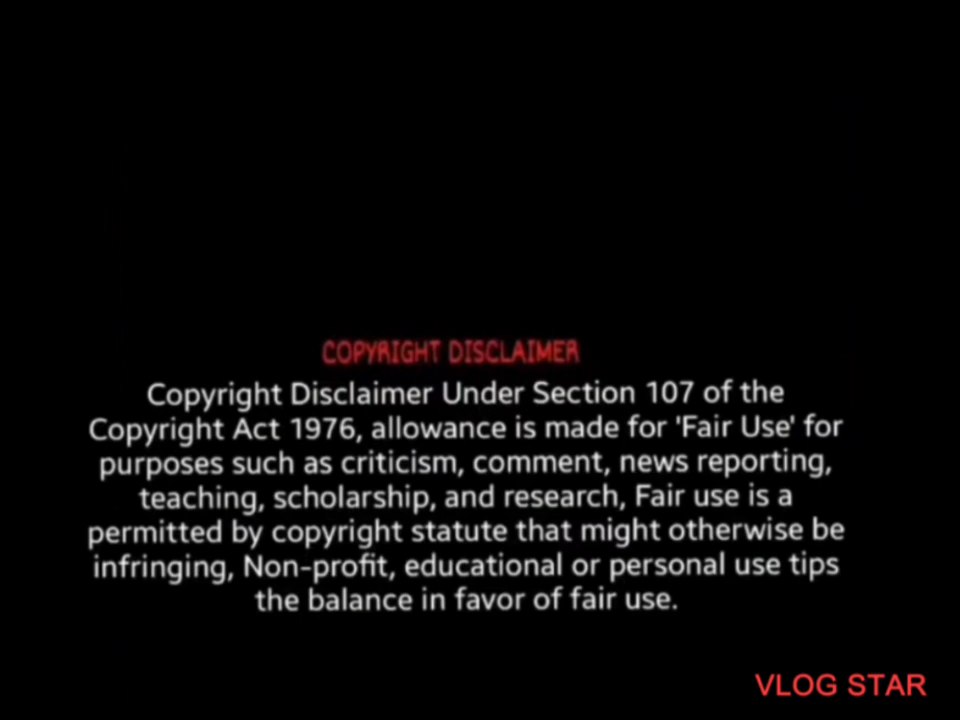 COPYRIGHT DISCLAIMER
Copyright Disclaimer Under Section 107 of the
Copyright Act 1976, allowance is made for 'Fair Use' for
purposes such as criticism, comment, news reporting,
teaching, scholarship, and research, Fair use is a
permitted by copyright statute that might otherwise be
infringing, Non-profit, educational or personal use tips
the balance in favor of fair use.
VLOG STAR